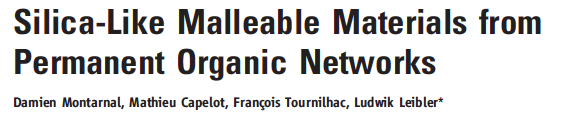 Silica-Like Malleable Materials from
Permanent Organic Networks
Damien Montarnal, Mathieu Capelot, François Tournilhac, Ludwik Leibler*